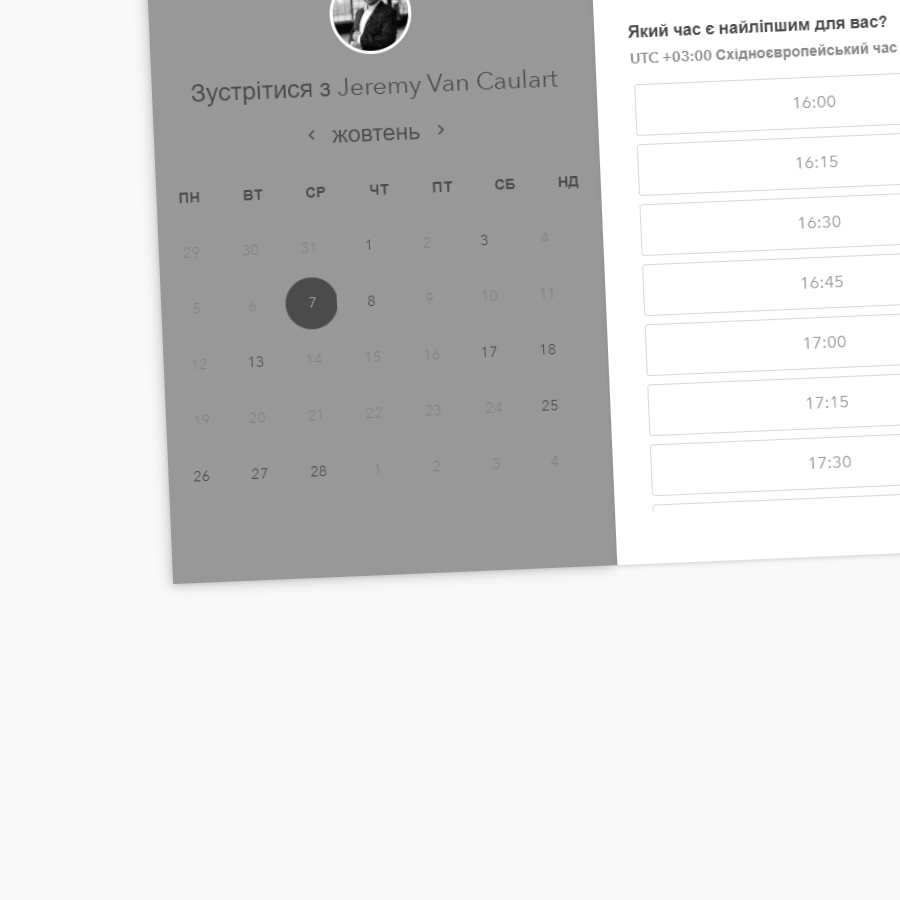 Зустрітися з Jeremy Van Caulart
‹ жовтень ›
ПН ВТ СР ЧТ ПТ СБ НД
29 30 31 1 2 3 4
5 6 7 8 9 10 11
12 13 14 15 16 17 18
19 20 21 22 23 24 25
26 27 28 1 2 3 4
Який час є найліпшим для вас?
UTC +03:00 Східноєвропейський час
16:00
16:15
16:30
16:45
17:00
17:15
17:30